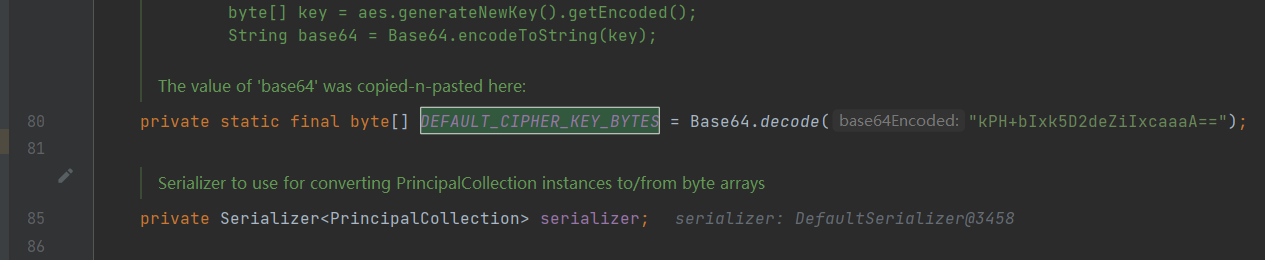 byte[] key = aes.generateNewKey().getEncoded();
String base64 = Base64.encodeToString(key);
The value of 'base64' was copied-n-pasted here:
80 private static final byte[] DEFAULT_CIPHER_KEY_BYTES = Base64.decode( base64Encoded: "kPH+bIxk5D2deZiIxcaaaA==");
81
Serializer to use for converting PrincipalCollection instances to/from byte arrays
85 private Serializer<PrincipalCollection> serializer; serializer: DefaultSerializer@3458
86